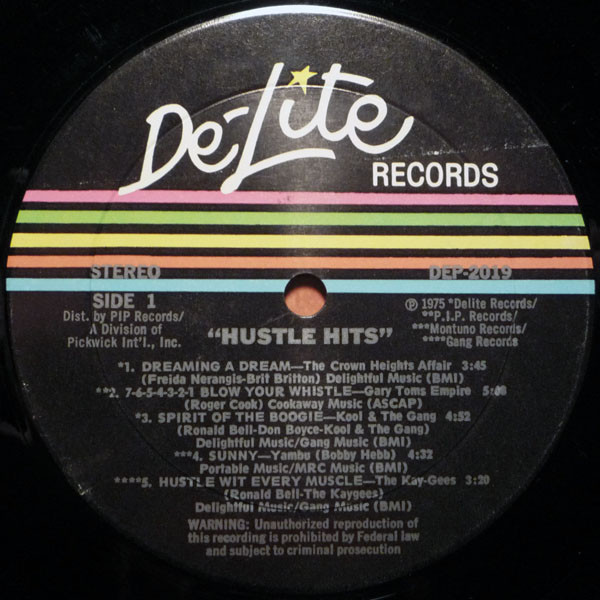 De-Lite
RECORDS
STEREO
DEP-2019
SIDE 1
Dist. by PIP Records/
A Division of
Pickwick Int'l., Inc.
℗ 1975 *Delite Records/
**P.I.P. Records/
***Montuno Records/
****Gang Records
"HUSTLE HITS"
*1. DREAMING A DREAM—The Crown Heights Affair 3:45
(Freida Nerangis-Brit Britton) Delightful Music (BMI)
**2. 7-6-5-4-3-2-1 BLOW YOUR WHISTLE—Gary Toms Empire
(Roger Cook) Cookaway Music (ASCAP)
*3. SPIRIT OF THE BOOGIE—Kool & The Gang 4:52
(Ronald Bell-Don Boyce-Kool & The Gang)
Delightful Music/Gang Music (BMI)
***4. SUNNY—Yambu (Bobby Hebb) 4:32
Portable Music/MRC Music (BMI)
****5. HUSTLE WIT EVERY MUSCLE—The Kay-Gees 3:20
(Ronald Bell-The Kaygees)
Delightful Music/Gang Music (BMI)
WARNING: Unauthorized reproduction of
this recording is prohibited by Federal law
and subject to criminal prosecution